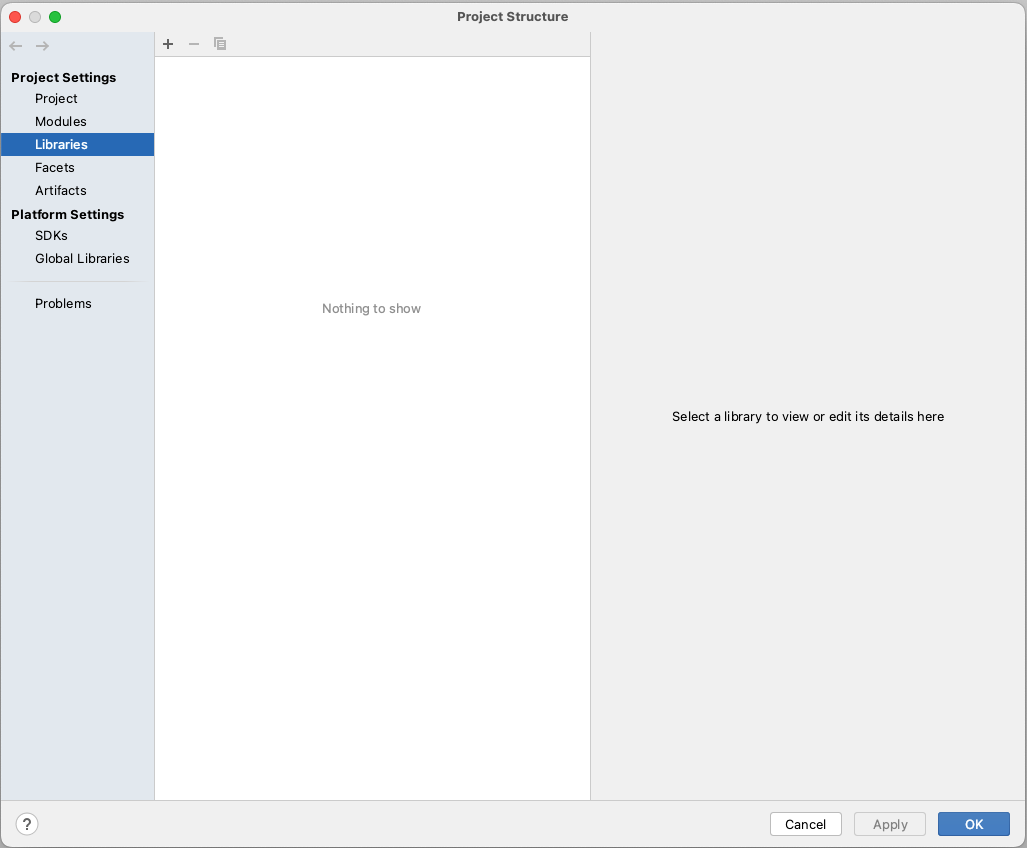 Project Structure
Project Settings
Project
Modules
Libraries
Facets
Artifacts
Platform Settings
SDKs
Global Libraries
Problems
Nothing to show
Select a library to view or edit its details here
?
Cancel
Apply
OK